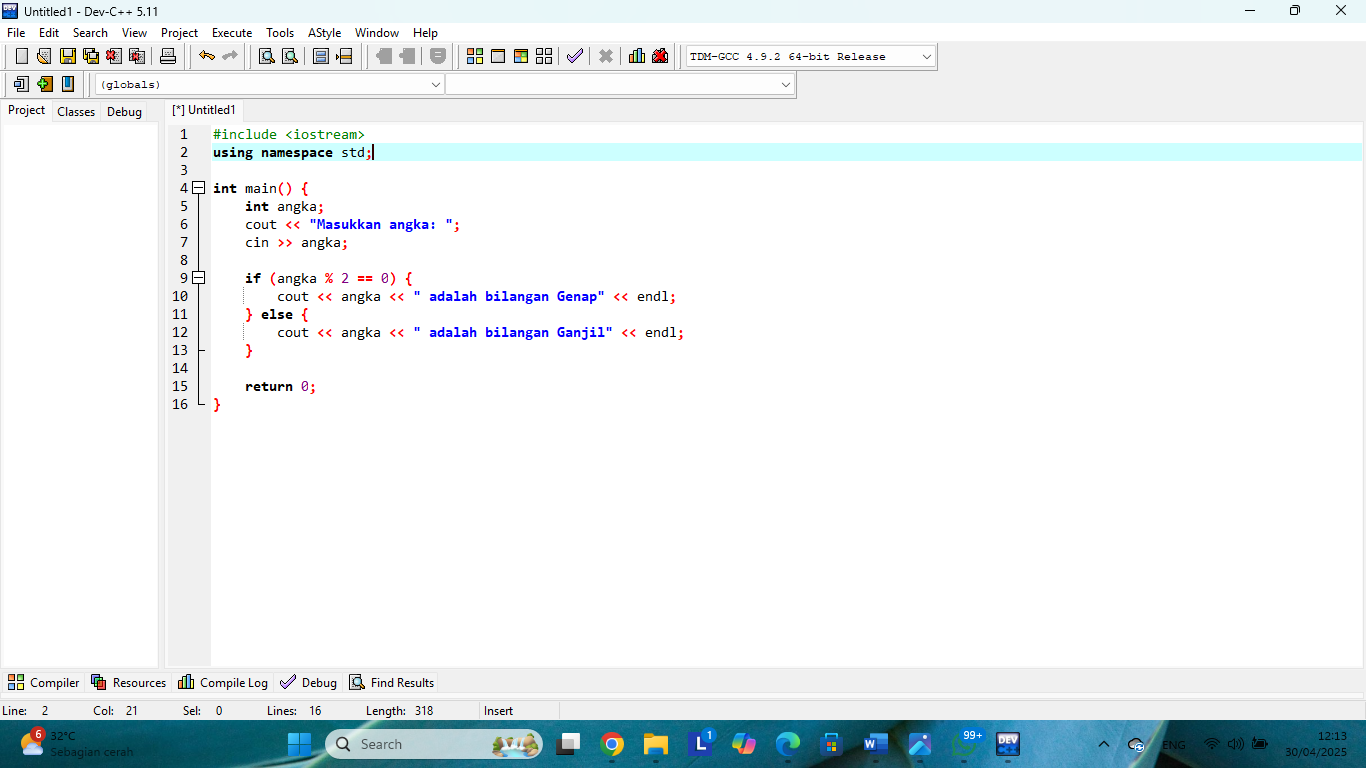 Untitled1 - Dev-C++ 5.11
File Edit Search View Project Execute Tools AStyle Window Help
TDM-GCC 4.9.2 64-bit Release
(globals)
Project Classes Debug [*] Untitled1
1 #include <iostream>
2 using namespace std;
3
4 int main() {
5 int angka;
6 cout << "Masukkan angka: ";
7 cin >> angka;
8
9 if (angka % 2 == 0) {
10 cout << angka << " adalah bilangan Genap" << endl;
11 } else {
12 cout << angka << " adalah bilangan Ganjil" << endl;
13 }
14
15 return 0;
16 }
Compiler Resources Compile Log Debug Find Results
Line: 2 Col: 21 Sel: 0 Lines: 16 Length: 318 Insert
6 32°C
Sebagian cerah
Search
L 1
W
99+
DEV
ENG
12:13
30/04/2025